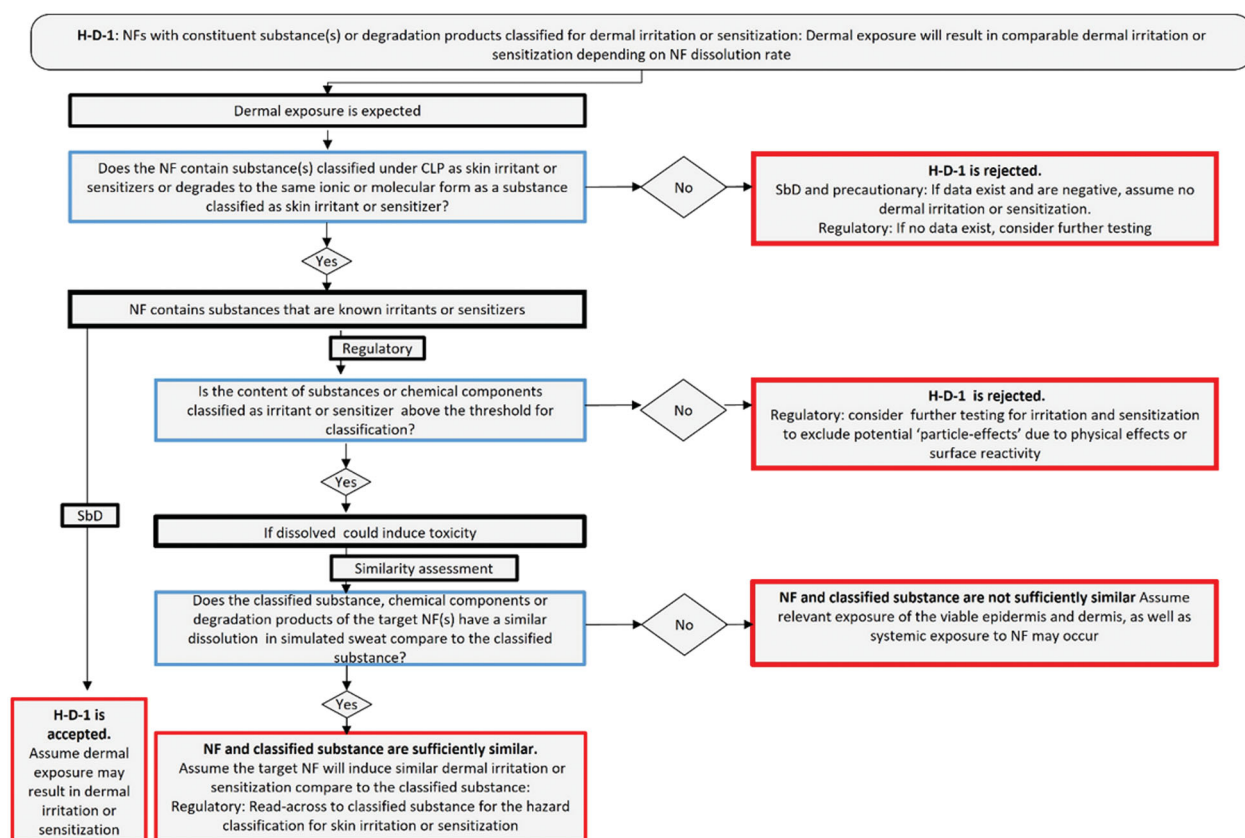 H-D-1: NFs with constituent substance(s) or degradation products classified for dermal irritation or sensitization: Dermal exposure will result in comparable dermal irritation or
sensitization depending on NF dissolution rate
Dermal exposure is expected
Does the NF contain substance(s) classified under CLP as skin irritant or
sensitizers or degrades to the same ionic or molecular form as a substance
classified as skin irritant or sensitizer?
No
H-D-1 is rejected.
SbD and precautionary: If data exist and are negative, assume no
dermal irritation or sensitization.
Regulatory: If no data exist, consider further testing
Yes
NF contains substances that are known irritants or sensitizers
Regulatory
Is the content of substances or chemical components
classified as irritant or sensitizer above the threshold for
classification?
No
H-D-1 is rejected.
Regulatory: consider further testing for irritation and sensitization
to exclude potential ‘particle-effects’ due to physical effects or
surface reactivity
Yes
SbD
If dissolved could induce toxicity
Similarity assessment
Does the classified substance, chemical components or
degradation products of the target NF(s) have a similar
dissolution in simulated sweat compare to the classified
substance?
No
NF and classified substance are not sufficiently similar Assume
relevant exposure of the viable epidermis and dermis, as well as
systemic exposure to NF may occur
Yes
H-D-1 is
accepted.
Assume dermal
exposure may
result in dermal
irritation or
sensitization
NF and classified substance are sufficiently similar.
Assume the target NF will induce similar dermal irritation or
sensitization compare to the classified substance:
Regulatory: Read-across to classified substance for the hazard
classification for skin irritation or sensitization